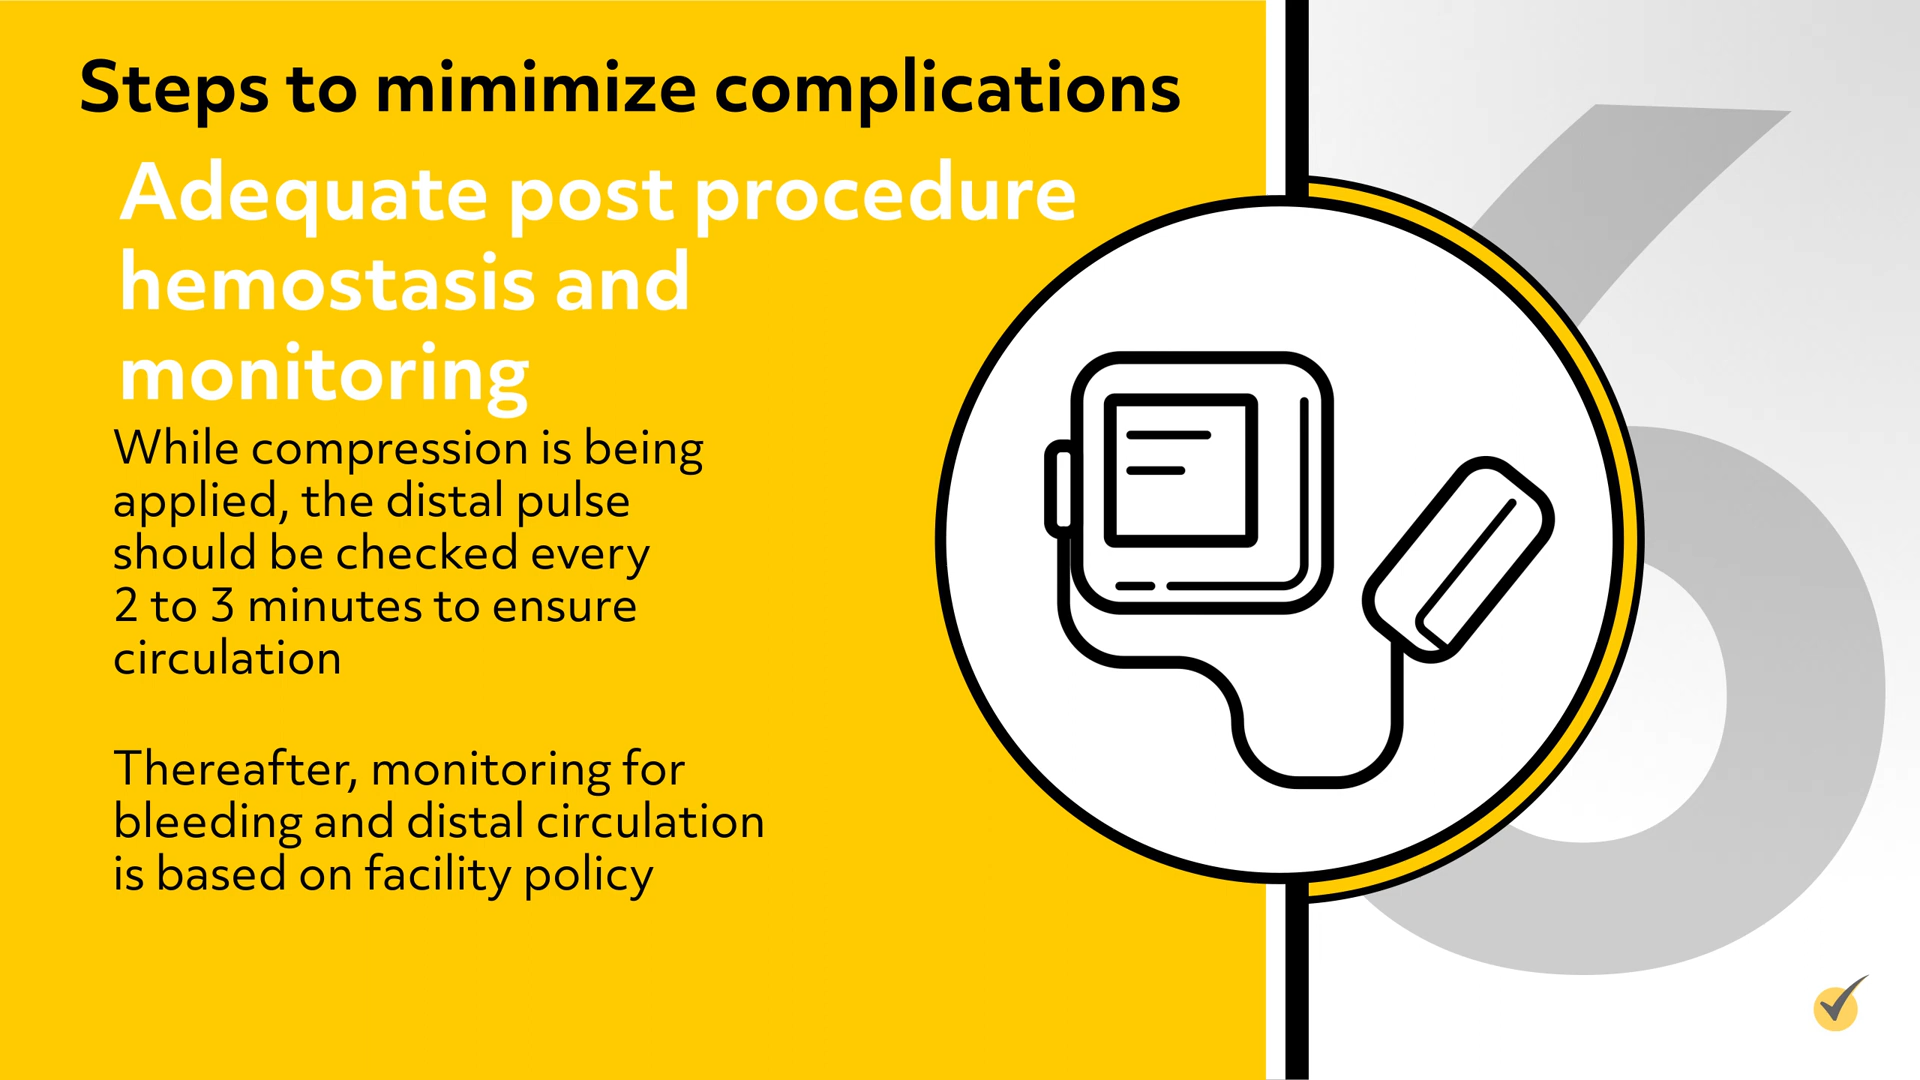 Steps to mimimize complications
Adequate post procedure
hemostasis and
monitoring
While compression is being
applied, the distal pulse
should be checked every
2 to 3 minutes to ensure
circulation
Thereafter, monitoring for
bleeding and distal circulation
is based on facility policy
6